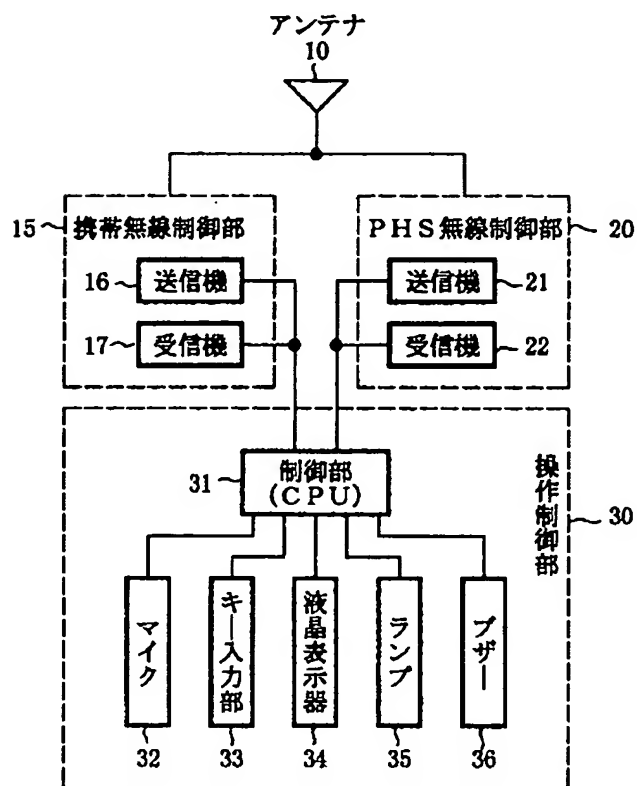 アンテナ
10
15
携帯無線制御部
16
送信機
17
受信機
PHS無線制御部
20
送信機
21
受信機
22
31
制御部
(CPU)
操作制御部
30
マイク
キー入力部
液晶表示器
ランプ
ブザー
32
33
34
35
36